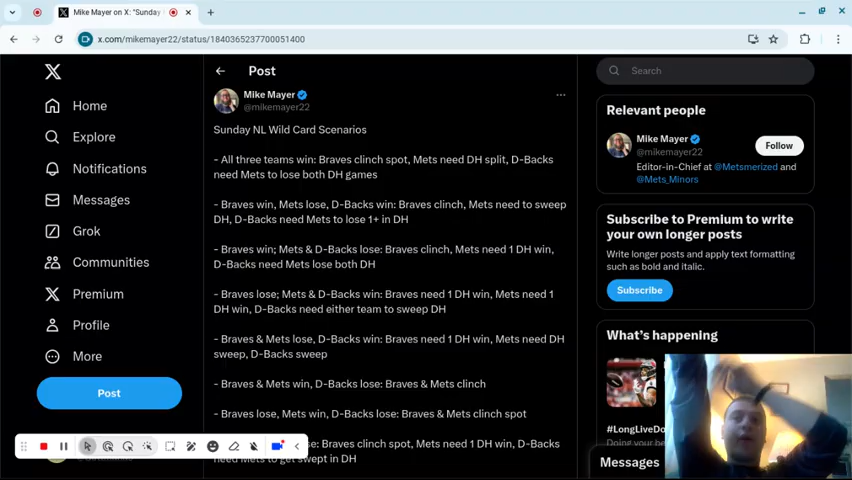 Mike Mayer on X: "Sunday
x.com/mikemayer22/status/1840365237700051400
Home
Explore
Notifications
Messages
Grok
Communities
Premium
Profile
More
Post
Post
Mike Mayer
@mikemayer22
Sunday NL Wild Card Scenarios
- All three teams win: Braves clinch spot, Mets need DH split, D-Backs
need Mets to lose both DH games
- Braves win, Mets lose, D-Backs win: Braves clinch, Mets need to sweep
DH, D-Backs need Mets to lose 1+ in DH
- Braves win; Mets & D-Backs lose: Braves clinch, Mets need 1 DH win,
D-Backs need Mets lose both DH
- Braves lose; Mets & D-Backs win: Braves need 1 DH win, Mets need 1
DH win, D-Backs need either team to sweep DH
- Braves & Mets lose, D-Backs win: Braves need 1 DH win, Mets need DH
sweep, D-Backs sweep
- Braves & Mets win, D-Backs lose: Braves & Mets clinch
- Braves lose, Mets win, D-Backs lose: Braves & Mets clinch spot
se: Braves clinch spot, Mets need 1 DH win, D-Backs
need Mets to get swept in DH
Search
Relevant people
Mike Mayer
@mikemayer22
Follow
Editor-in-Chief at @Metsmerized and
@Mets_Minors
Subscribe to Premium to write
your own longer posts
Write longer posts and apply text formatting
such as bold and italic.
Subscribe
What's happening
#LongLiveDo
Doing your be
Messages